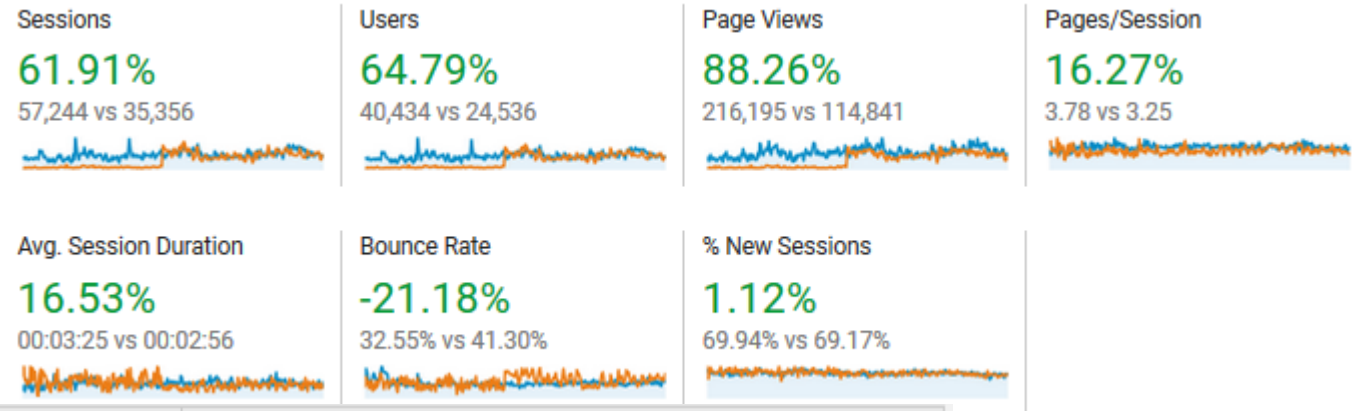 Sessions
61.91%
57,244 vs 35,356
Users
64.79%
40,434 vs 24,536
Page Views
88.26%
216,195 vs 114,841
Pages/Session
16.27%
3.78 vs 3.25
Avg. Session Duration
16.53%
00:03:25 vs 00:02:56
Bounce Rate
-21.18%
32.55% vs 41.30%
% New Sessions
1.12%
69.94% vs 69.17%